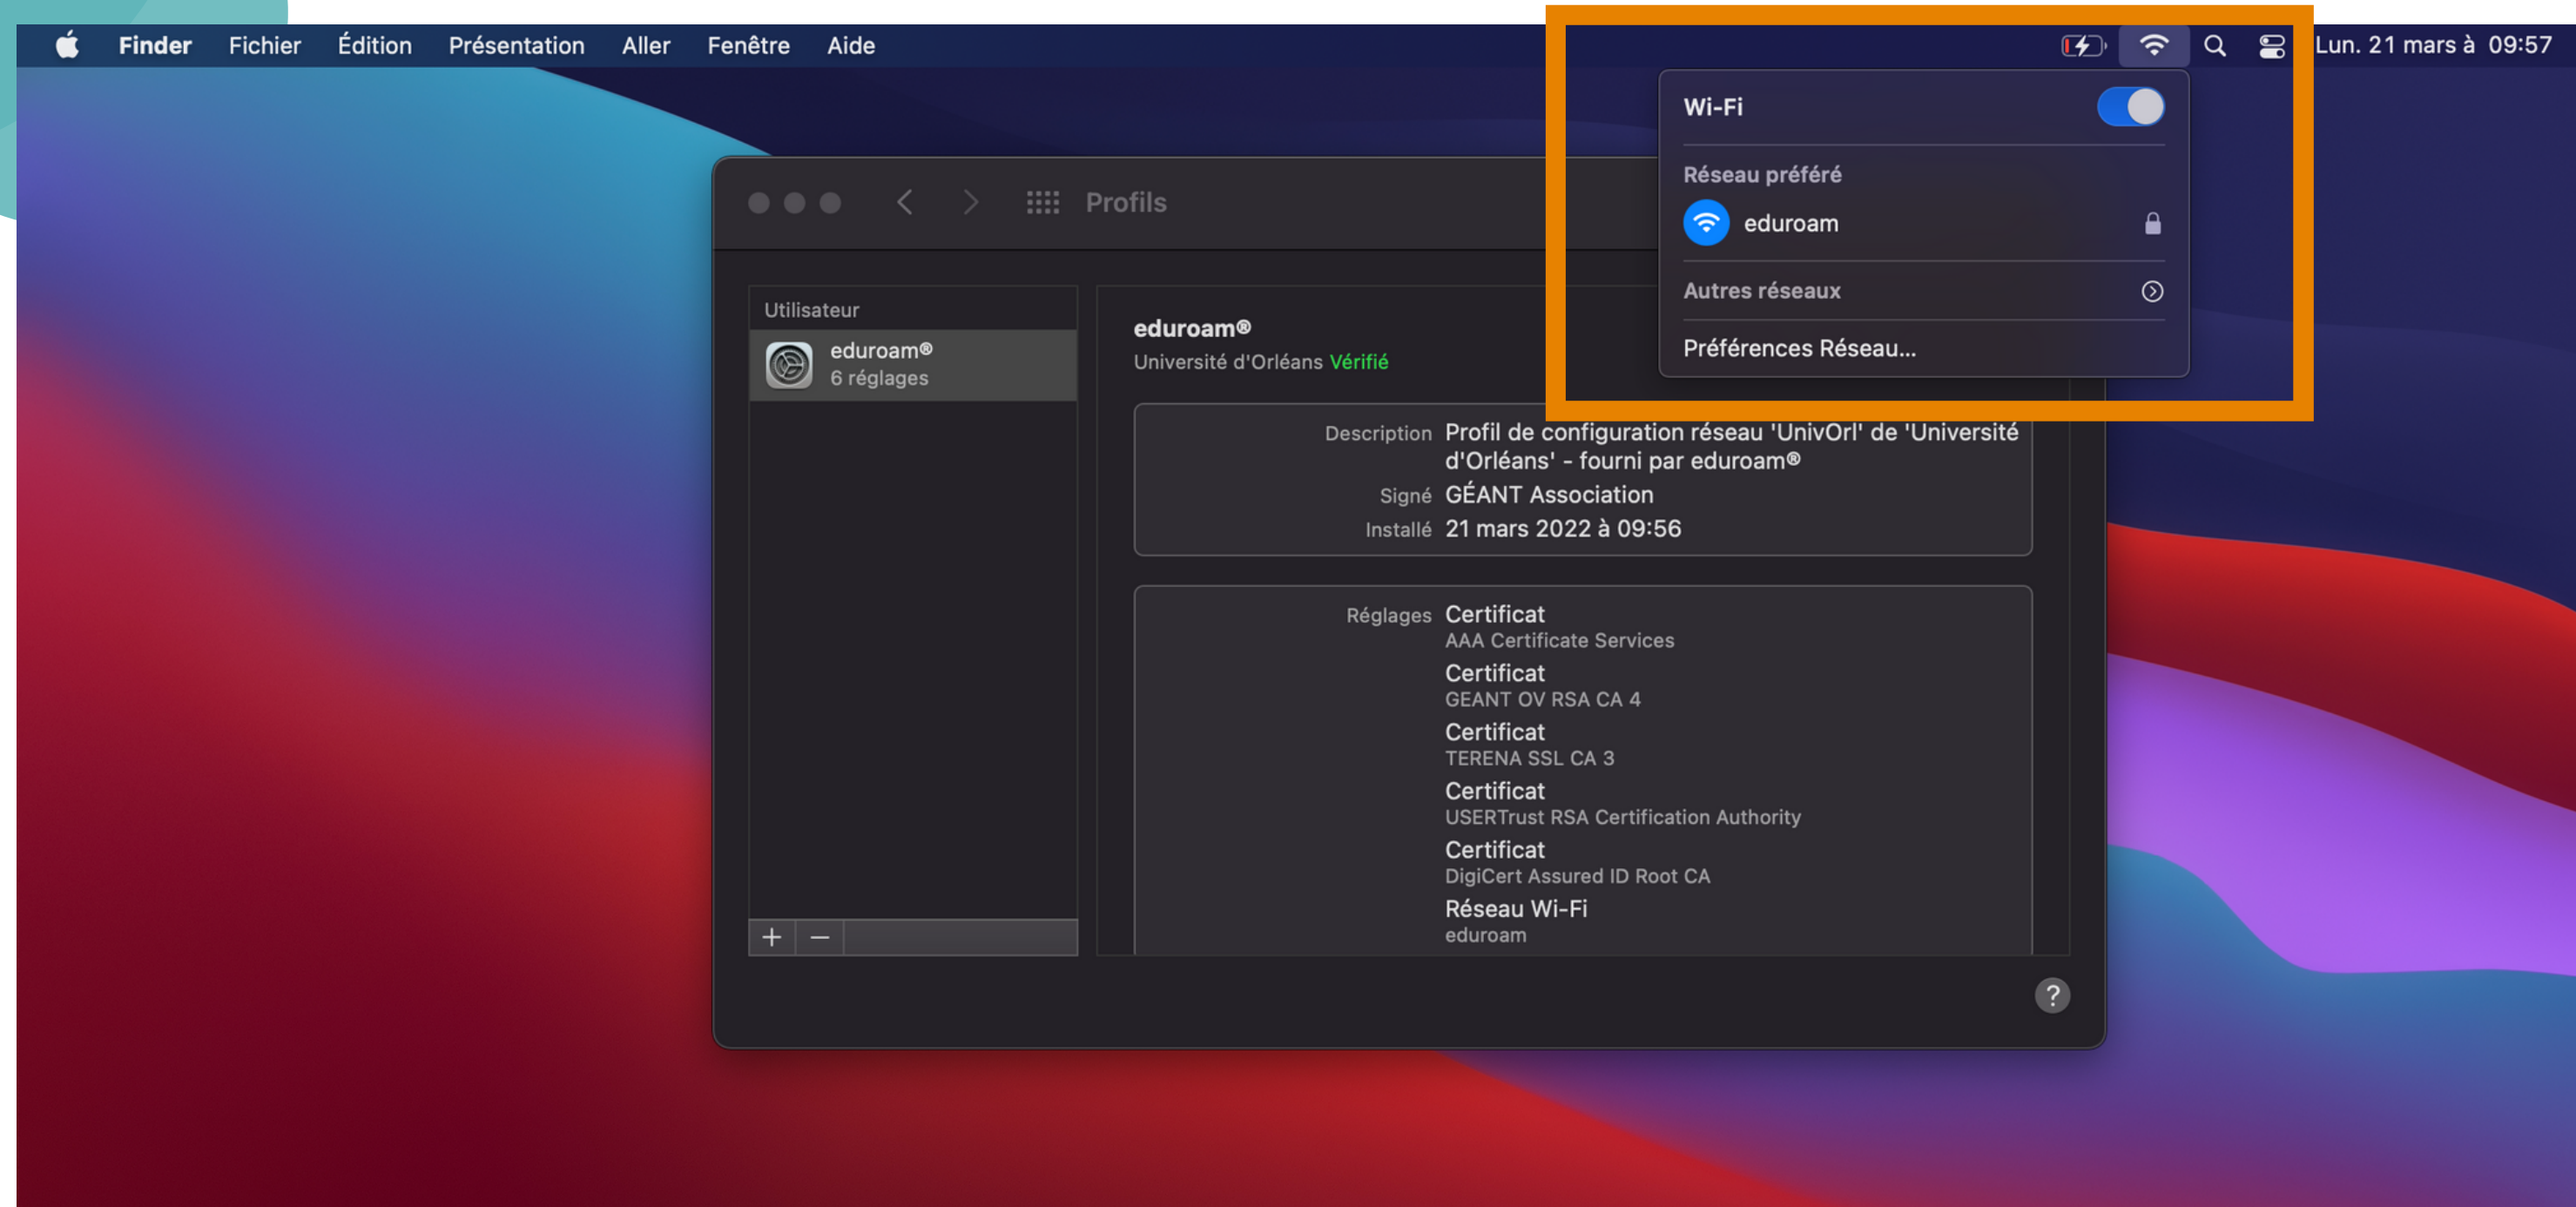 Finder Fichier Édition Présentation Aller Fenêtre Aide Lun. 21 mars à 09:57
Wi-Fi
Réseau préféré
eduroam
Autres réseaux
Préférences Réseau...
Profils
Utilisateur
eduroam®
6 réglages
eduroam®
Université d'Orléans Vérifié
Description Profil de configuration réseau 'UnivOrl' de 'Université
d'Orléans' - fourni par eduroam®
Signé GÉANT Association
Installé 21 mars 2022 à 09:56
Réglages Certificat
AAA Certificate Services
Certificat
GEANT OV RSA CA 4
Certificat
TERENA SSL CA 3
Certificat
USERTrust RSA Certification Authority
Certificat
DigiCert Assured ID Root CA
Réseau Wi-Fi
eduroam
+ −
?